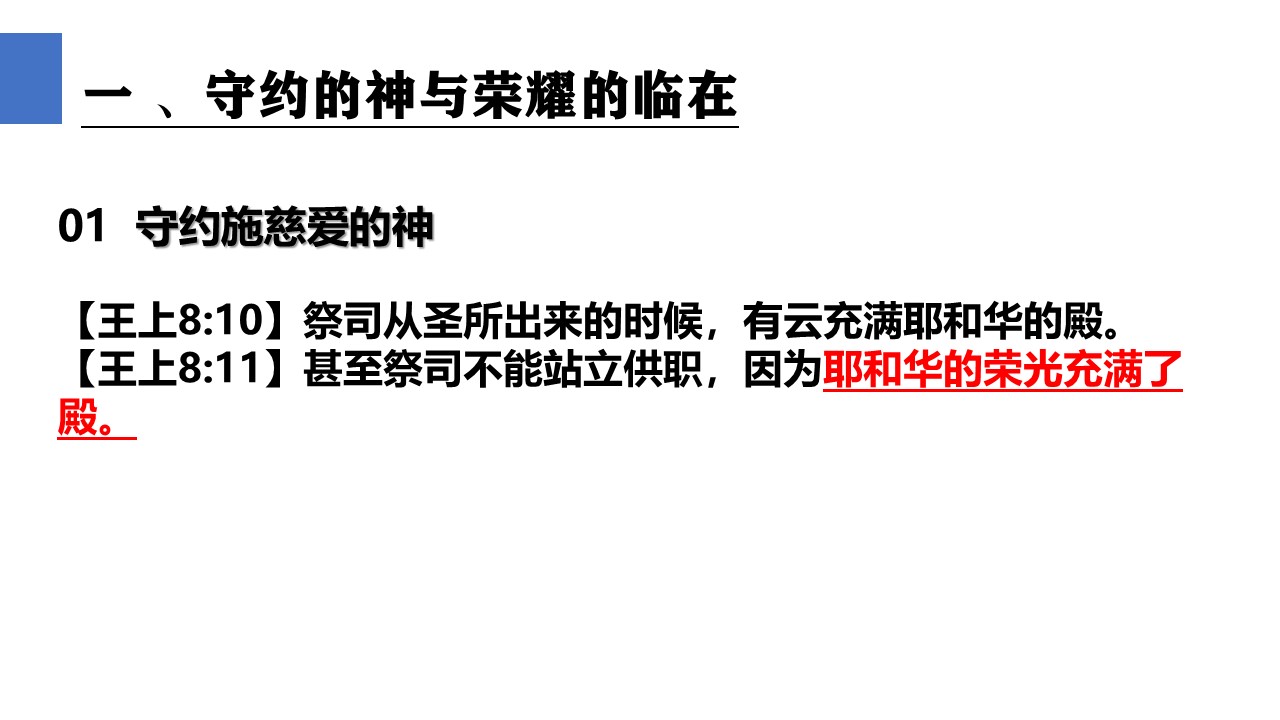 一 、守约的神与荣耀的临在
01 守约施慈爱的神
【王上8:10】祭司从圣所出来的时候，有云充满耶和华的殿。
【王上8:11】甚至祭司不能站立供职，因为耶和华的荣光充满了
殿。